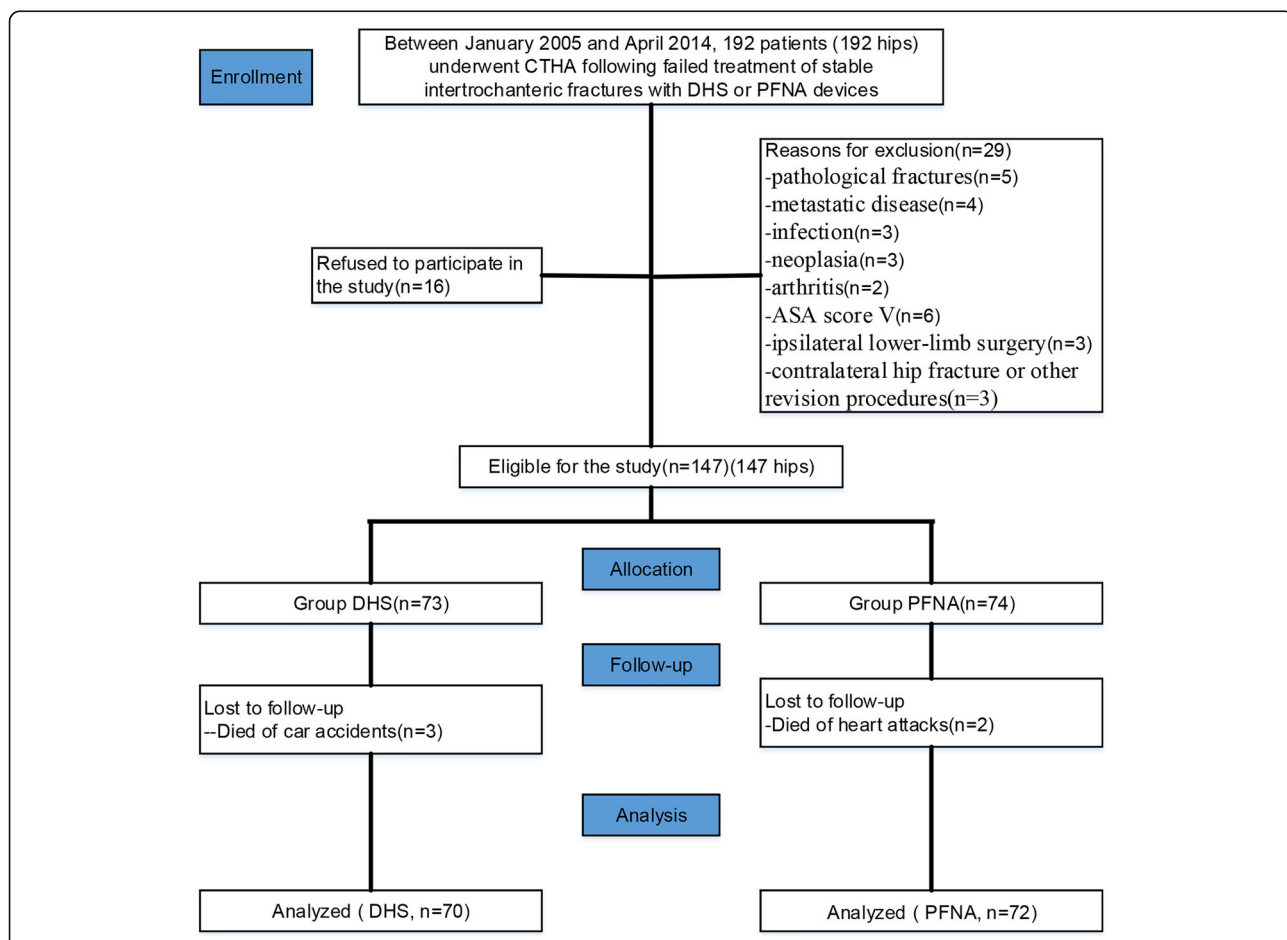 Enrollment
Between January 2005 and April 2014, 192 patients (192 hips)
underwent CTHA following failed treatment of stable
intertrochanteric fractures with DHS or PFNA devices
Reasons for exclusion(n=29)
-pathological fractures(n=5)
-metastatic disease(n=4)
-infection(n=3)
-neoplasia(n=3)
-arthritis(n=2)
-ASA score V(n=6)
-ipsilateral lower-limb surgery(n=3)
-contralateral hip fracture or other
revision procedures(n=3)
Refused to participate in
the study(n=16)
Eligible for the study(n=147)(147 hips)
Allocation
Group DHS(n=73)
Group PFNA(n=74)
Follow-up
Lost to follow-up
--Died of car accidents(n=3)
Lost to follow-up
-Died of heart attacks(n=2)
Analysis
Analyzed ( DHS, n=70)
Analyzed ( PFNA, n=72)